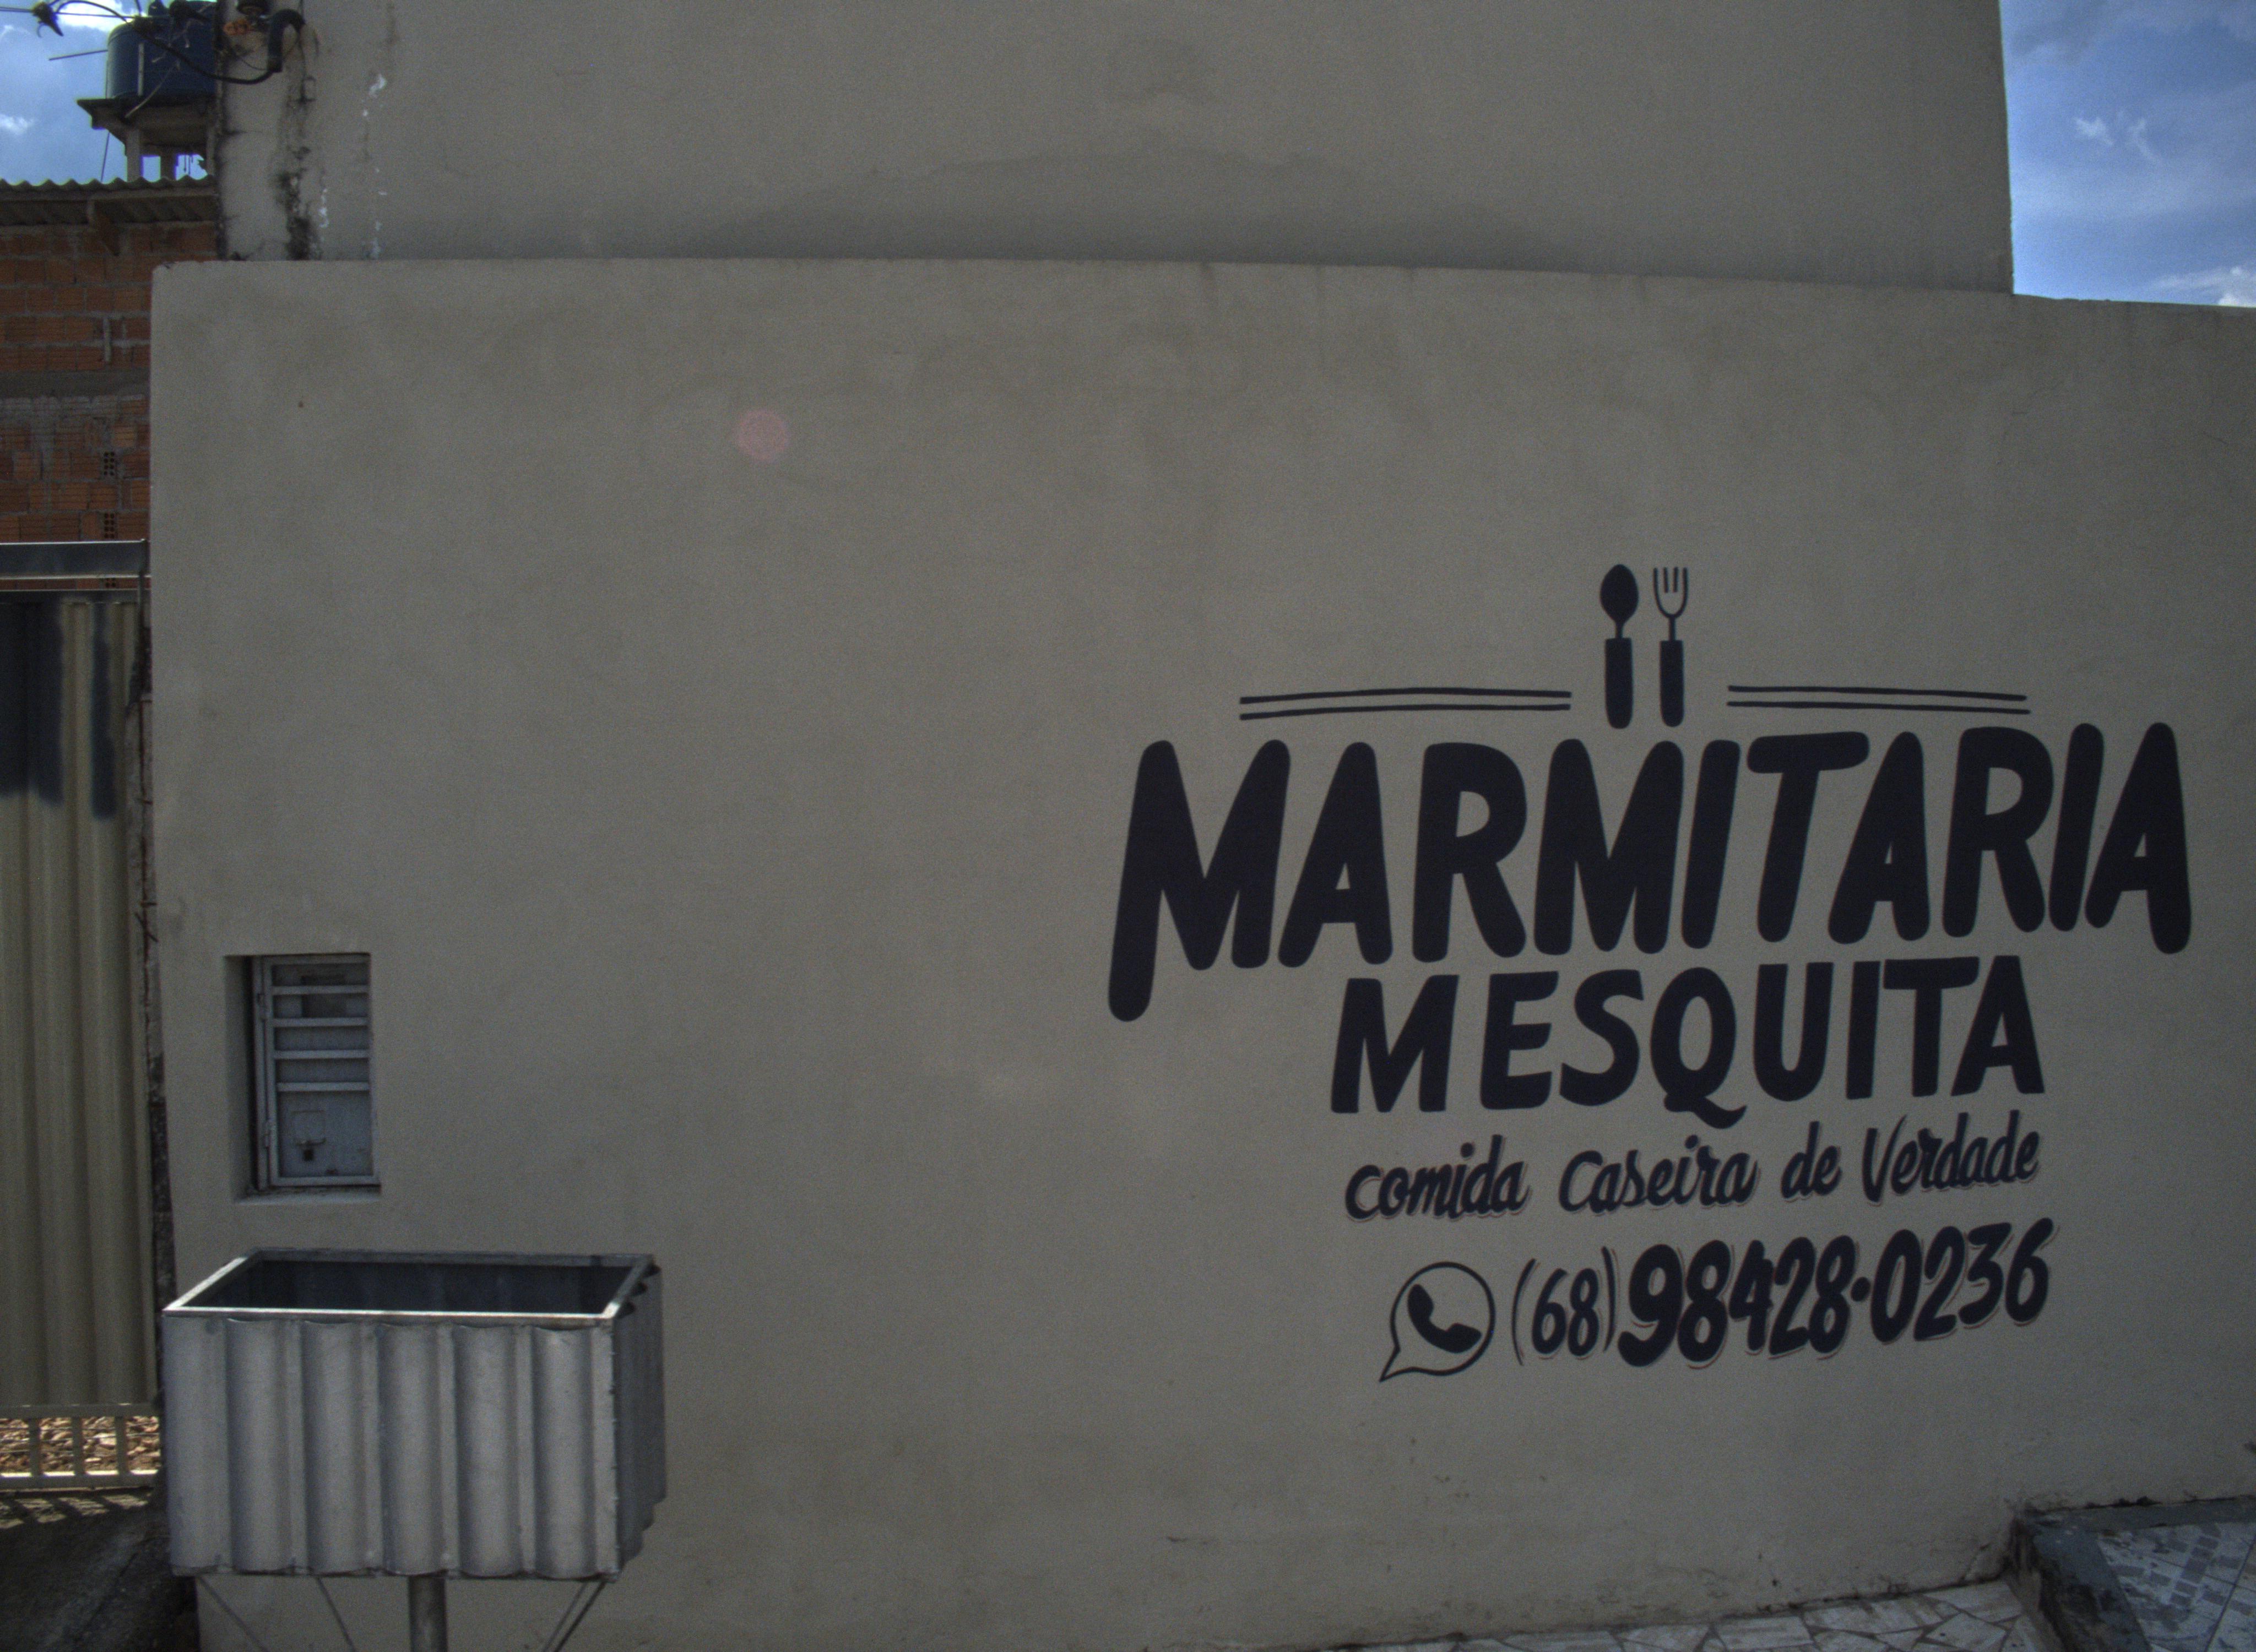 MARMITARIA
MESQUITA
comida Caseira de Verdade
(68) 98428-0236